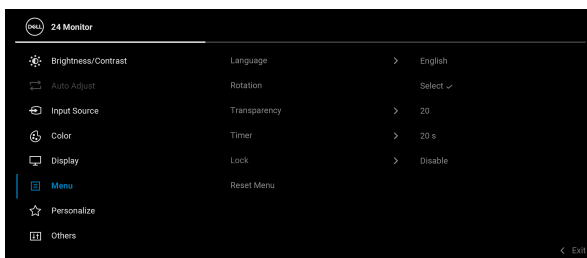 DELL 24 Monitor
Brightness/Contrast Language > English
Auto Adjust Rotation Select ✓
Input Source Transparency > 20
Color Timer > 20 s
Display Lock > Disable
Menu Reset Menu
Personalize
Others
< Exit